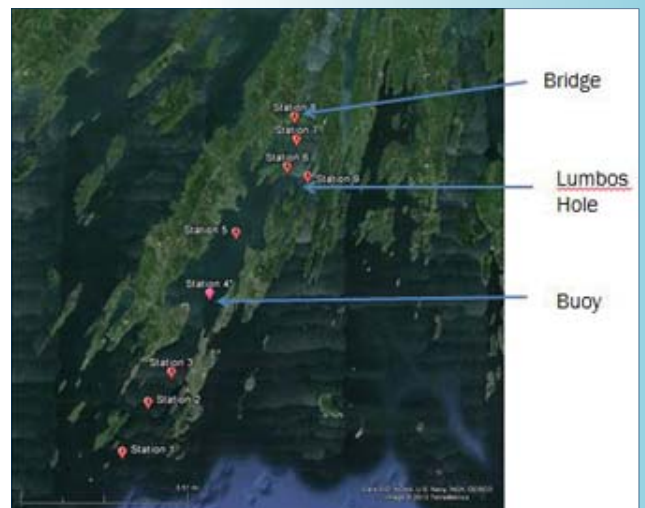 Station 8
Bridge
Station 7
Station 6
Station 9
Lumbos
Hole
Station 5
Station 4
Buoy
Station 3
Station 2
Station 1